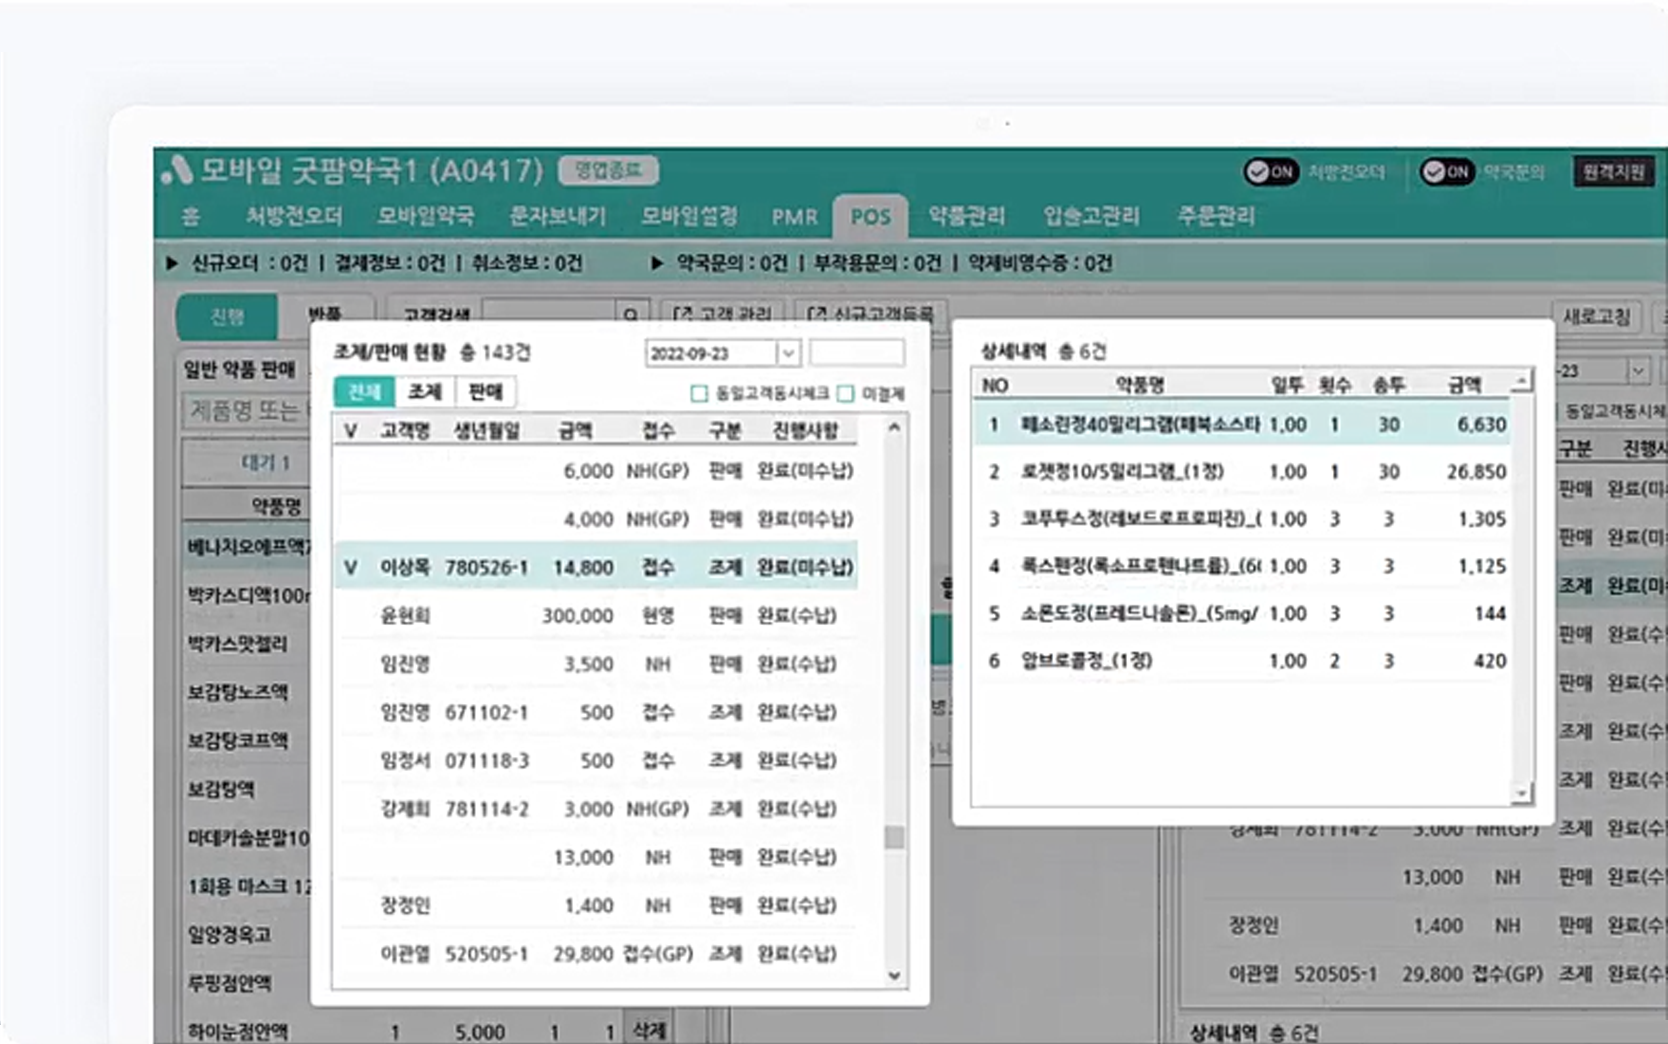 모바일 굿팜약국1 (A0417) 영업종료 ON 처방전오더 ON 약국문의 원격지원
홈 처방전오더 모바일약국 문자보내기 모바일설정 PMR POS 약품관리 입출고관리 주문관리
▶ 신규오더 : 0건 | 결제정보 : 0건 | 취소정보 : 0건 ▶ 약국문의 : 0건 | 부작용문의 : 0건 | 약제비영수증 : 0건
진행 반품 고객검색 고객 관리 신규고객등록 새로고침
일반 약품 판매
제품명 또는
대기 1
약품명
베니치오에프액
박카스디액100
박카스맛젤리
보감탕노즈액
보감탕코프액
보감탕액
마데카솔분말10
1회용 마스크 12
일양경옥고
루핑점안액
하이눈점안액 1 5,000 1 1 삭제
조제/판매 현황 총 143건 2022-09-23
전체 조제 판매 동일고객동시체크 미결제
V 고객명 생년월일 금액 접수 구분 진행사항
6,000 NH(GP) 판매 완료(미수납)
4,000 NH(GP) 판매 완료(미수납)
V 이상목 780526-1 14,800 접수 조제 완료(미수납)
윤현희 300,000 현영 판매 완료(수납)
임진영 3,500 NH 판매 완료(수납)
임진영 671102-1 500 접수 조제 완료(수납)
임정서 071118-3 500 접수 조제 완료(수납)
강제희 781114-2 3,000 NH(GP) 조제 완료(수납)
13,000 NH 판매 완료(수납)
장정인 1,400 NH 판매 완료(수납)
이관열 520505-1 29,800 접수(GP) 조제 완료(수납)
상세내역 총 6건
NO 약품명 일투 횟수 총투 금액
1 페소린정40밀리그램(페북소스타 1.00 1 30 6,630
2 로젯정10/5밀리그램_(1정) 1.00 1 30 26,850
3 코푸투스정(레보드로프로피진)_( 1.00 3 3 1,305
4 록스펜정(록소프로펜나트륨)_(6 1.00 3 3 1,125
5 소론도정(프레드니솔론)_(5mg/ 1.00 3 3 144
6 암브로콜정_(1정) 1.00 2 3 420
-23
동일고객동시체
구분 진행사
판매 완료(미
판매 완료(미
조제 완료(미
판매 완료(수
판매 완료(수
조제 완료(수
조제 완료(수
강제희 781114-2 3,000 NH(GP) 조제 완료(수
13,000 NH 판매 완료(수
장정인 1,400 NH 판매 완료(수
이관열 520505-1 29,800 접수(GP) 조제 완료(수
상세내역 총 6건